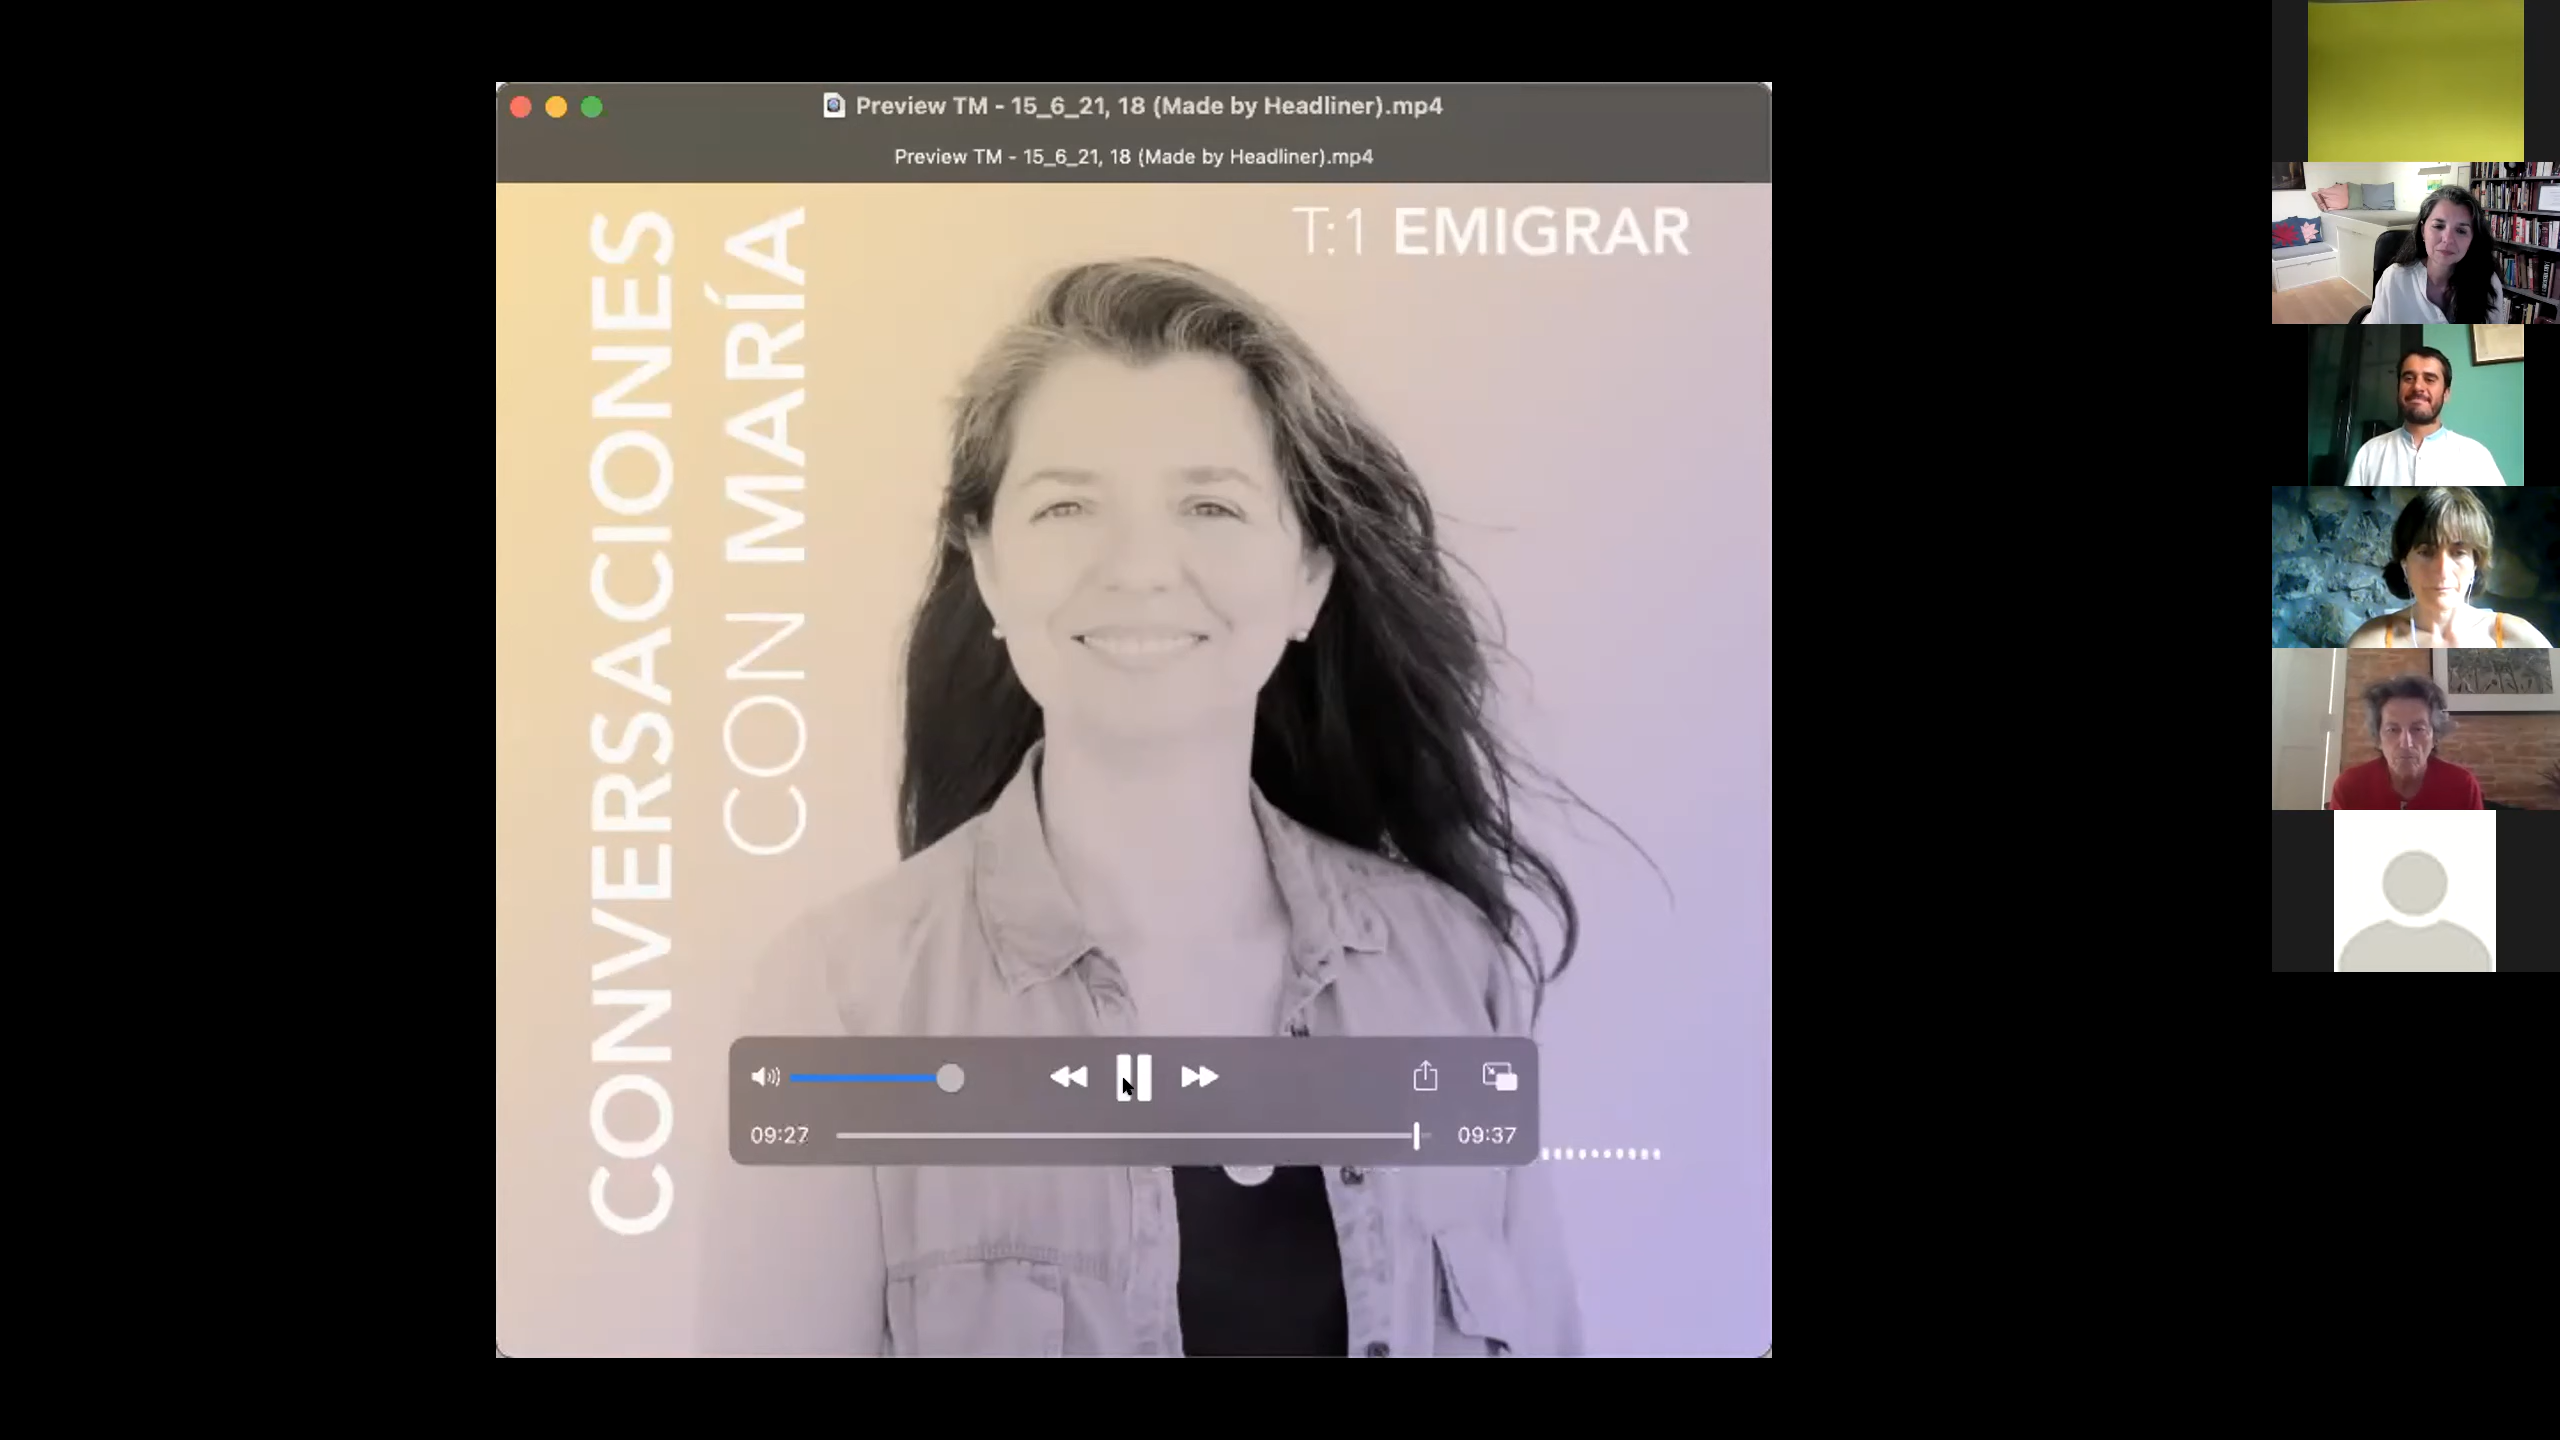 Preview TM - 15_6_21, 18 (Made by Headliner).mp4
Preview TM - 15_6_21, 18 (Made by Headliner).mp4
T:1 EMIGRAR
CONVERSACIONES
CON MARÍA
09:27
09:37